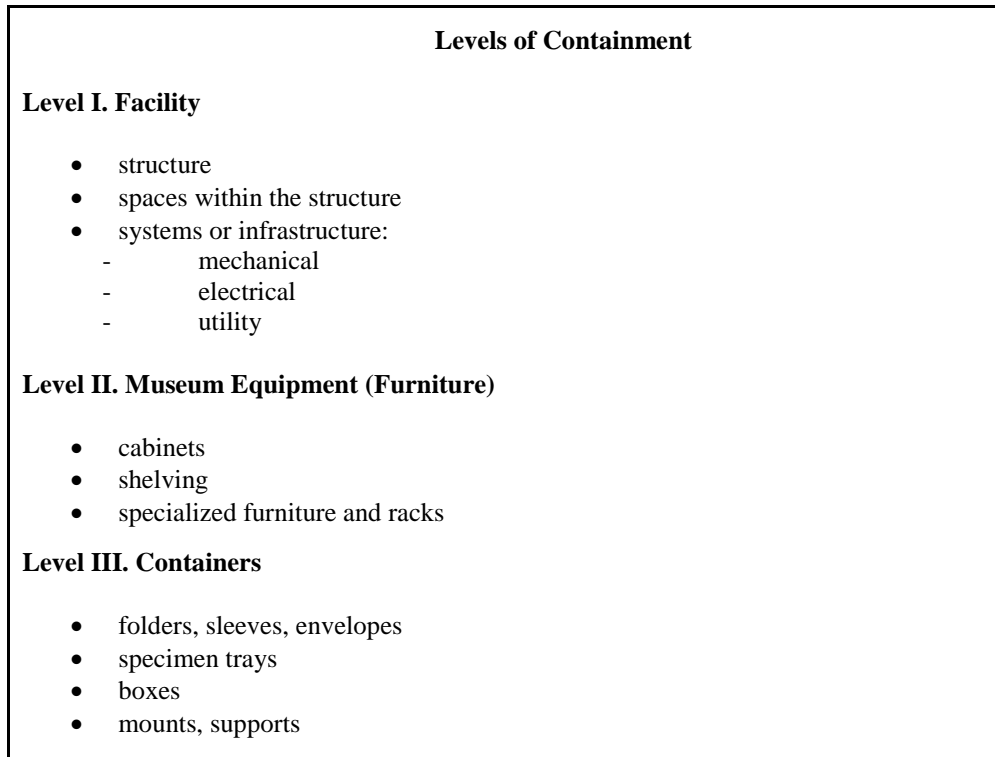 Levels of Containment
Level I. Facility
• structure
• spaces within the structure
• systems or infrastructure:
- mechanical
- electrical
- utility
Level II. Museum Equipment (Furniture)
• cabinets
• shelving
• specialized furniture and racks
Level III. Containers
• folders, sleeves, envelopes
• specimen trays
• boxes
• mounts, supports